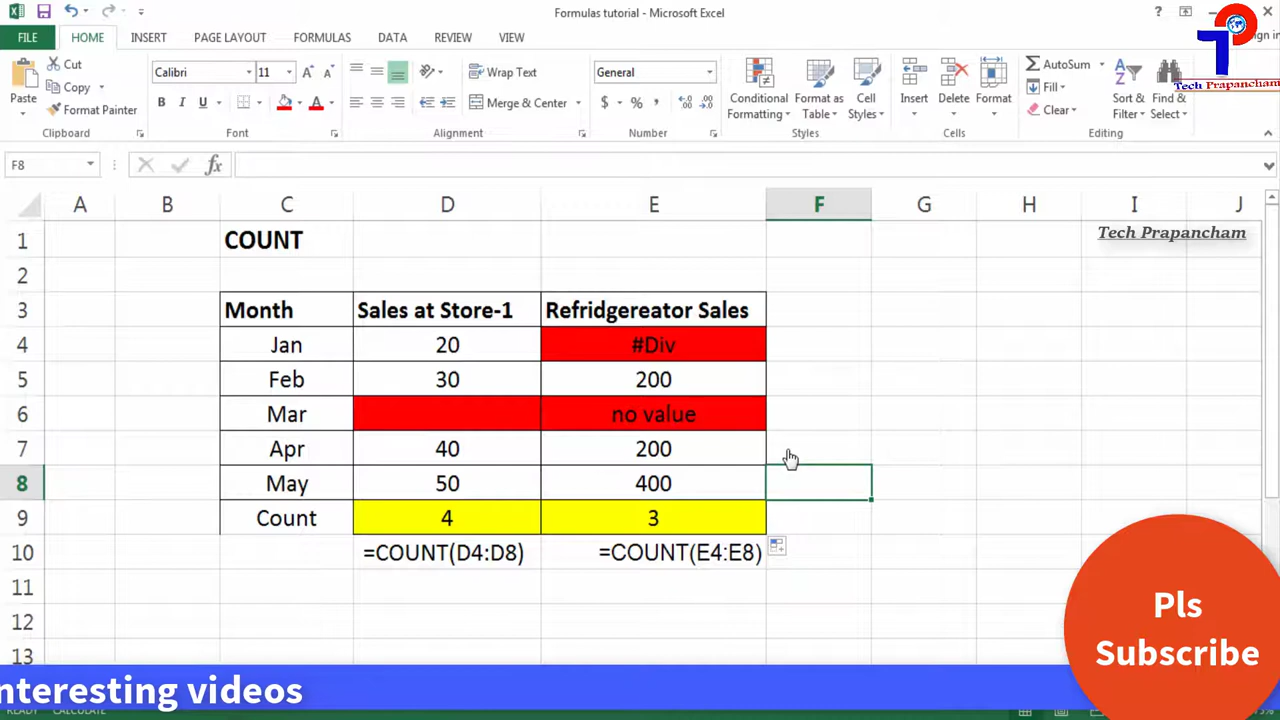 Formulas tutorial - Microsoft Excel
?
FILE HOME INSERT PAGE LAYOUT FORMULAS DATA REVIEW VIEW
Tech Prapancham
Paste
Cut
Copy
Format Painter
Clipboard
Calibri 11
B I U
A
Font
Wrap Text
Merge & Center
Alignment
General
$ % ,
Number
Conditional Formatting
Format as Table
Cell Styles
Styles
Insert Delete Format
Cells
AutoSum
Fill
Clear
Sort & Filter
Find & Select
Editing
F8
fx
A B C D E F G H I J
1 COUNT
Tech Prapancham
2
3 Month Sales at Store-1 Refridgereator Sales
4 Jan 20 #Div
5 Feb 30 200
6 Mar no value
7 Apr 40 200
8 May 50 400
9 Count 4 3
10 =COUNT(D4:D8) =COUNT(E4:E8)
11
12
13
Pls
Subscribe
nteresting videos